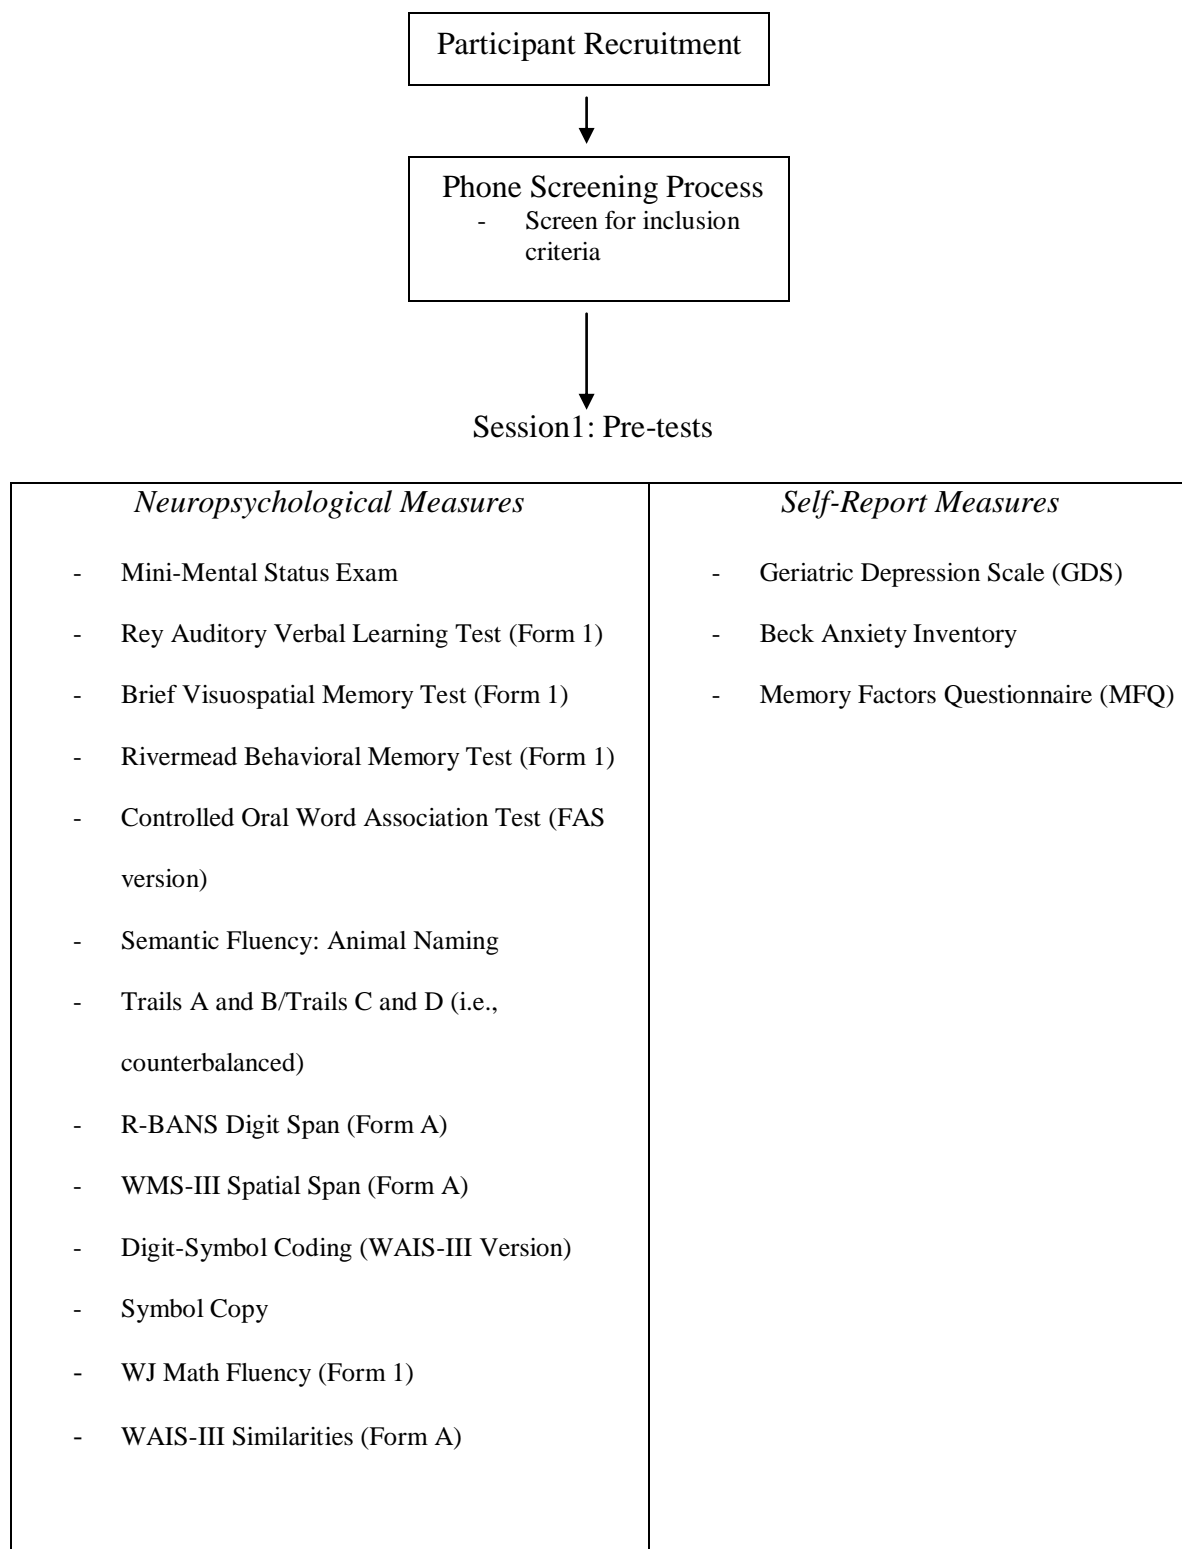 Participant Recruitment
Phone Screening Process
- Screen for inclusion
criteria
Session1: Pre-tests
Neuropsychological Measures
- Mini-Mental Status Exam
- Rey Auditory Verbal Learning Test (Form 1)
- Brief Visuospatial Memory Test (Form 1)
- Rivermead Behavioral Memory Test (Form 1)
- Controlled Oral Word Association Test (FAS
version)
- Semantic Fluency: Animal Naming
- Trails A and B/Trails C and D (i.e.,
counterbalanced)
- R-BANS Digit Span (Form A)
- WMS-III Spatial Span (Form A)
- Digit-Symbol Coding (WAIS-III Version)
- Symbol Copy
- WJ Math Fluency (Form 1)
- WAIS-III Similarities (Form A)
Self-Report Measures
- Geriatric Depression Scale (GDS)
- Beck Anxiety Inventory
- Memory Factors Questionnaire (MFQ)